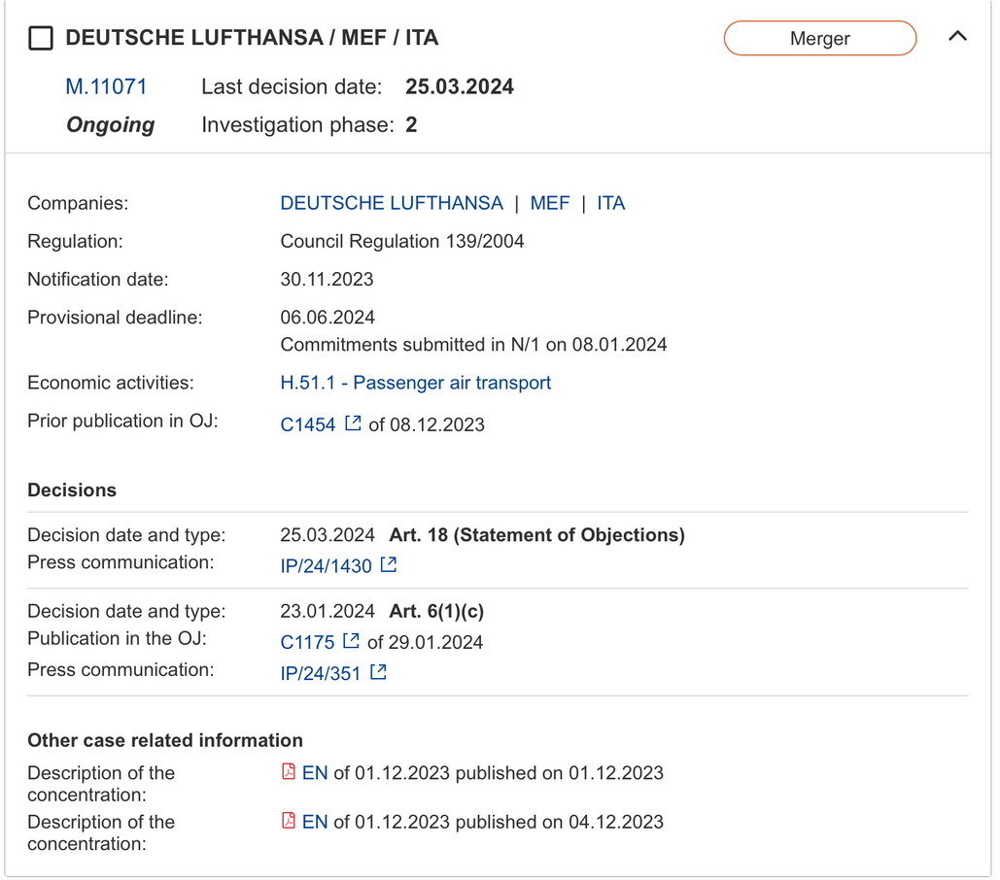 DEUTSCHE LUFTHANSA / MEF / ITA
Merger
M.11071 Last decision date: 25.03.2024
Ongoing Investigation phase: 2
Companies: DEUTSCHE LUFTHANSA | MEF | ITA
Regulation: Council Regulation 139/2004
Notification date: 30.11.2023
Provisional deadline: 06.06.2024
Commitments submitted in N/1 on 08.01.2024
Economic activities: H.51.1 - Passenger air transport
Prior publication in OJ: C1454 of 08.12.2023
Decisions
Decision date and type: 25.03.2024 Art. 18 (Statement of Objections)
Press communication: IP/24/1430
Decision date and type: 23.01.2024 Art. 6(1)(c)
Publication in the OJ: C1175 of 29.01.2024
Press communication: IP/24/351
Other case related information
Description of the EN of 01.12.2023 published on 01.12.2023
concentration:
Description of the EN of 01.12.2023 published on 04.12.2023
concentration: